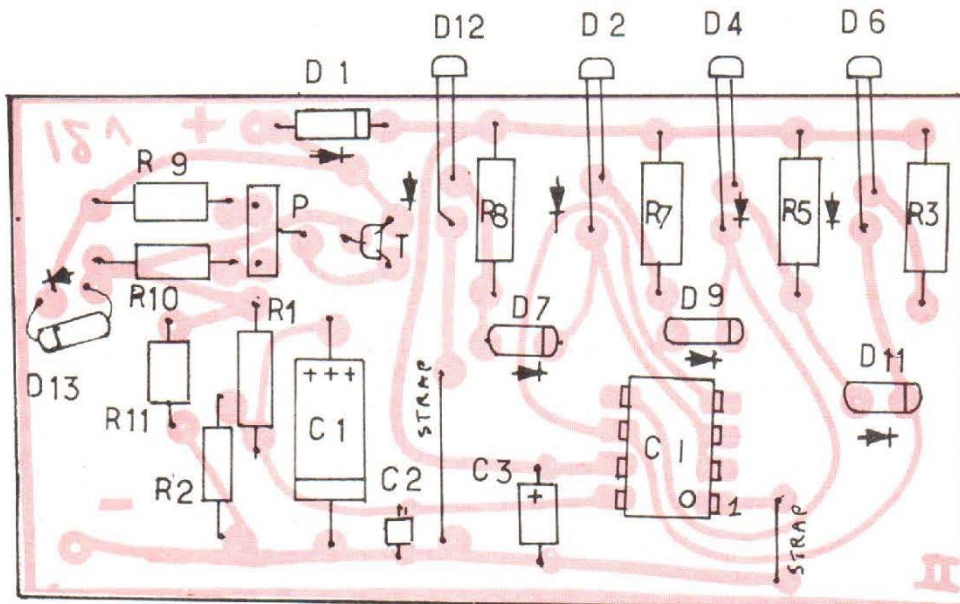 D12 D2 D4 D6
D1
12v +
R9 P T R8 R7 R5 R3
R10
R1 D7 D9
D13 D11
R11 +++ STRAP
C1 C I
R2 C2 C3
+ 1
- STRAP
II